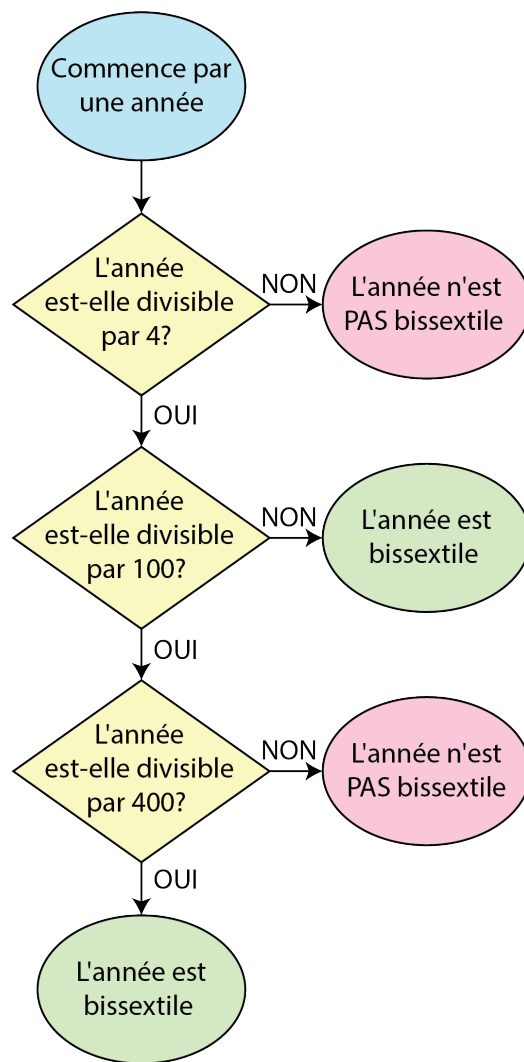 Commence par
une année
L'année
est-elle divisible
par 4?
NON
L'année n'est
PAS bissextile
OUI
L'année
est-elle divisible
par 100?
NON
L'année est
bissextile
OUI
L'année
est-elle divisible
par 400?
NON
L'année n'est
PAS bissextile
OUI
L'année est
bissextile